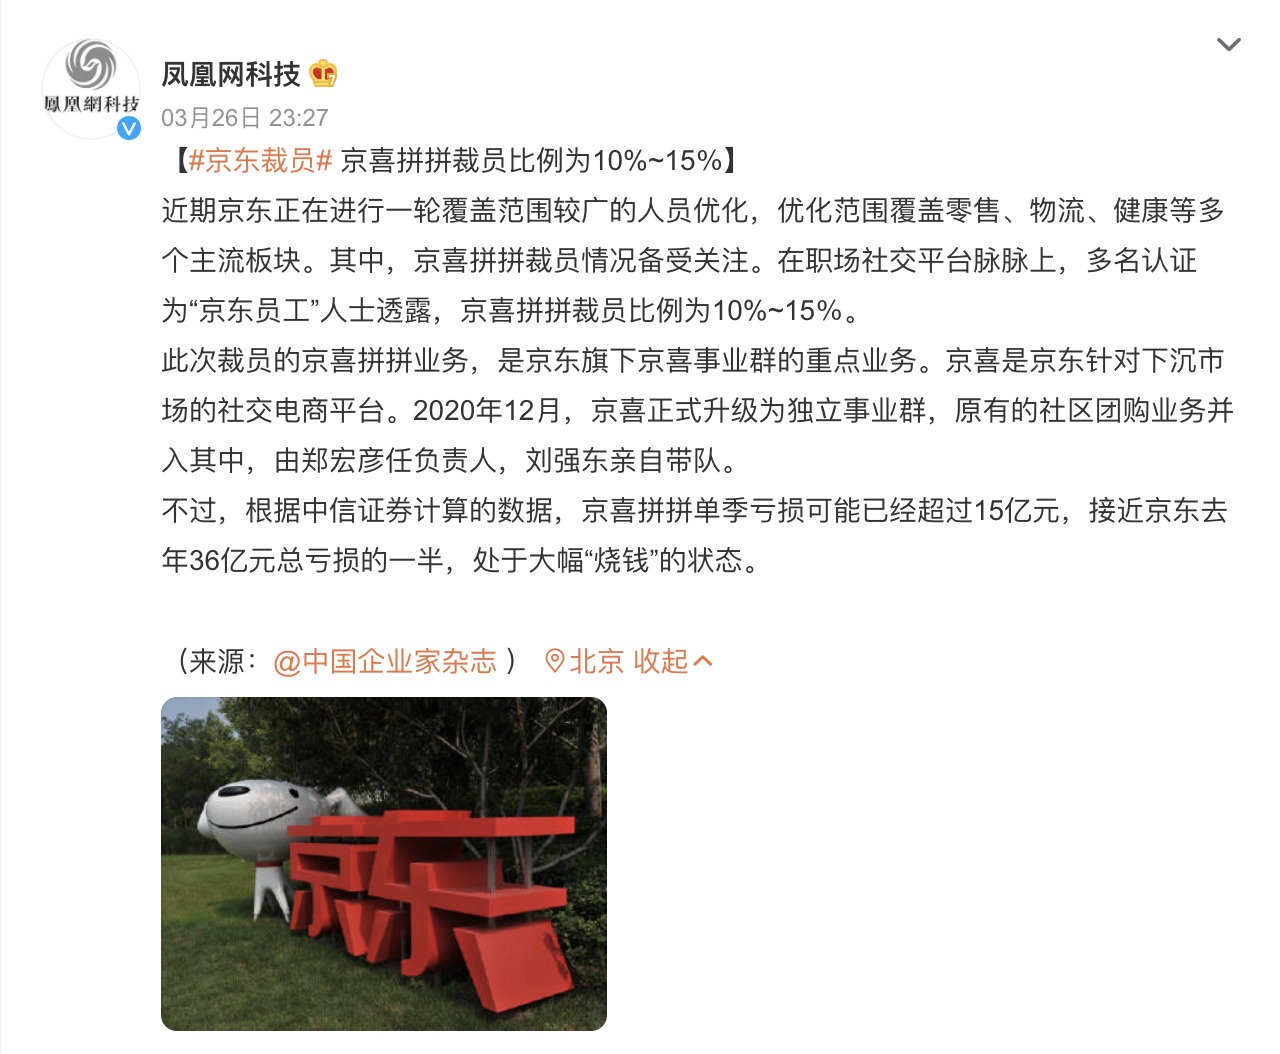 鳳凰網科技
凤凰网科技
03月26日 23:27
【#京东裁员# 京喜拼拼裁员比例为10%~15%】
近期京东正在进行一轮覆盖范围较广的人员优化，优化范围覆盖零售、物流、健康等多
个主流板块。其中，京喜拼拼裁员情况备受关注。在职场社交平台脉脉上，多名认证
为“京东员工”人士透露，京喜拼拼裁员比例为10%~15%。
此次裁员的京喜拼拼业务，是京东旗下京喜事业群的重点业务。京喜是京东针对下沉市
场的社交电商平台。2020年12月，京喜正式升级为独立事业群，原有的社区团购业务并
入其中，由郑宏彦任负责人，刘强东亲自带队。
不过，根据中信证券计算的数据，京喜拼拼单季亏损可能已经超过15亿元，接近京东去
年36亿元总亏损的一半，处于大幅“烧钱”的状态。
（来源：@中国企业家杂志 ） 北京 收起
京东